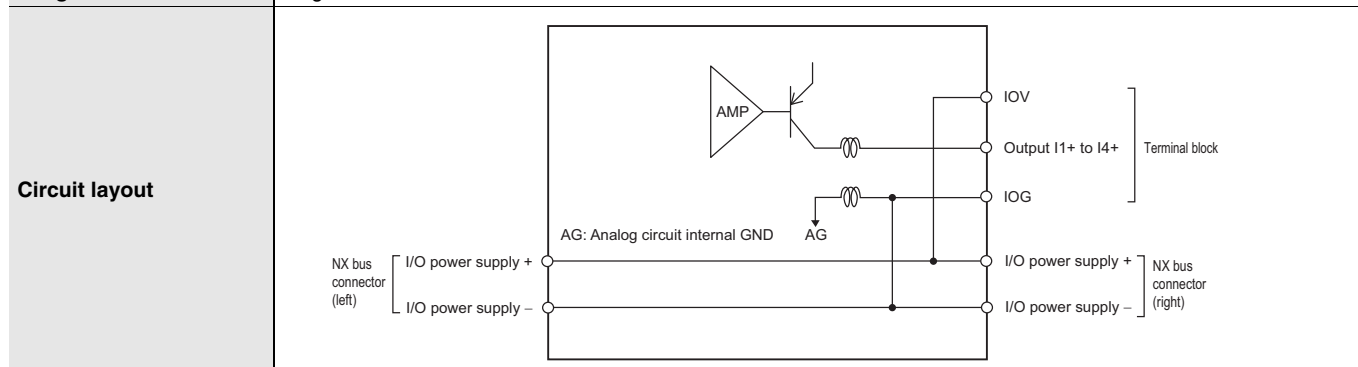 Circuit layout
AMP
IOV
Output I1+ to I4+
Terminal block
IOG
AG: Analog circuit internal GND
AG
NX bus
connector
(left)
I/O power supply +
I/O power supply –
I/O power supply +
I/O power supply –
NX bus
connector
(right)